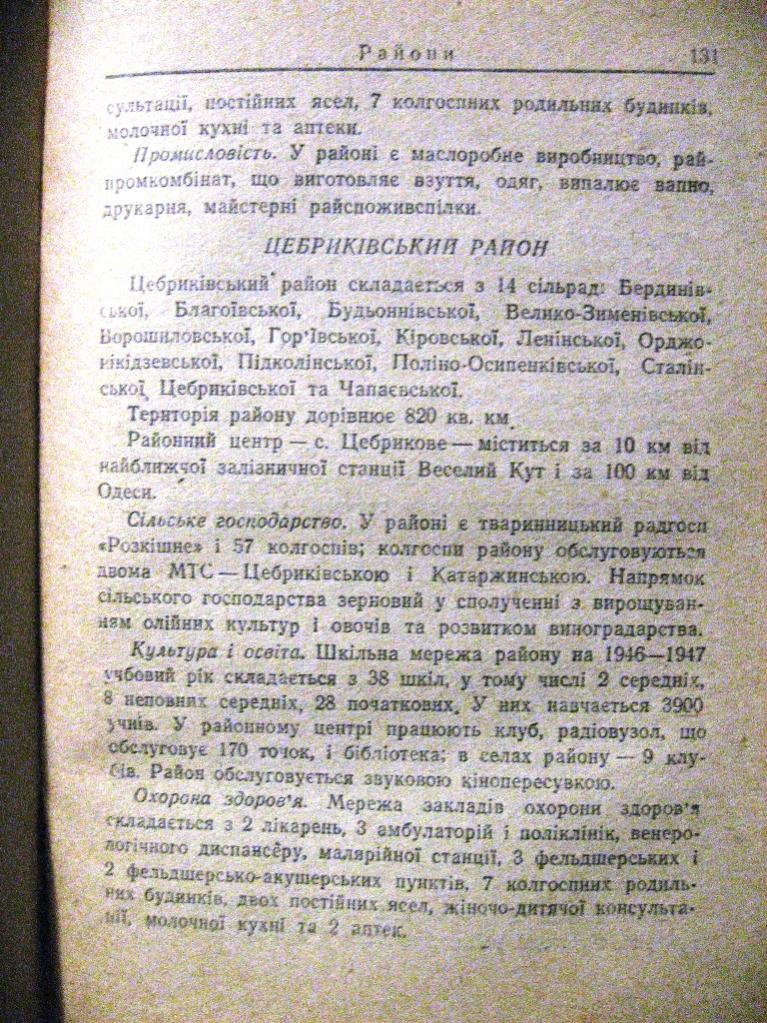 Райони 131
сультації, постійних ясел, 7 колгоспних родильних будинків,
молочної кухні та аптеки.
Промисловість. У районі є маслоробне виробництво, рай-
промкомбінат, що виготовляє взуття, одяг, випалює вапно,
друкарня, майстерні райспоживспілки.
ЦЕБРИКІВСЬКИЙ РАЙОН
Цебриківський район складається з 14 сільрад: Бердинів-
ської, Благоївської, Будьоннівської, Велико-Зименівської,
Ворошиловської, Гор’ївської, Кіровської, Ленінської, Орджо-
нікідзевської, Підколінської, Поліно-Осипенківської, Сталін-
ської, Цебриківської та Чапаєвської.
Територія району дорівнює 820 кв. км.
Районний центр — с. Цебрикове — міститься за 10 км від
найближчої залізничної станції Веселий Кут і за 100 км від
Одеси.
Сільське господарство. У районі є тваринницький радгосп
«Розкішне» і 57 колгоспів; колгоспи району обслуговуються
двома МТС — Цебриківською і Катаржинською. Напрямок
сільського господарства зерновий у сполученні з вирощуван-
ням олійних культур і овочів та розвитком виноградарства.
Культура і освіта. Шкільна мережа району на 1946—1947
учбовий рік складається з 38 шкіл, у тому числі 2 середніх,
8 неповних середніх, 28 початкових. У них навчається 3900
учнів. У районному центрі працюють клуб, радіовузол, що
обслуговує 170 точок, і бібліотека; в селах району — 9 клу-
бів. Район обслуговується звуковою кінопересувкою.
Охорона здоров’я. Мережа закладів охорони здоров’я
складається з 2 лікарень, 3 амбулаторій і поліклінік, венеро-
логічного диспансеру, малярійної станції, 3 фельдшерських і
2 фельдшерсько-акушерських пунктів, 7 колгоспних родиль-
них будинків, двох постійних ясел, жіночо-дитячої консульта-
ції, молочної кухні та 2 аптек.